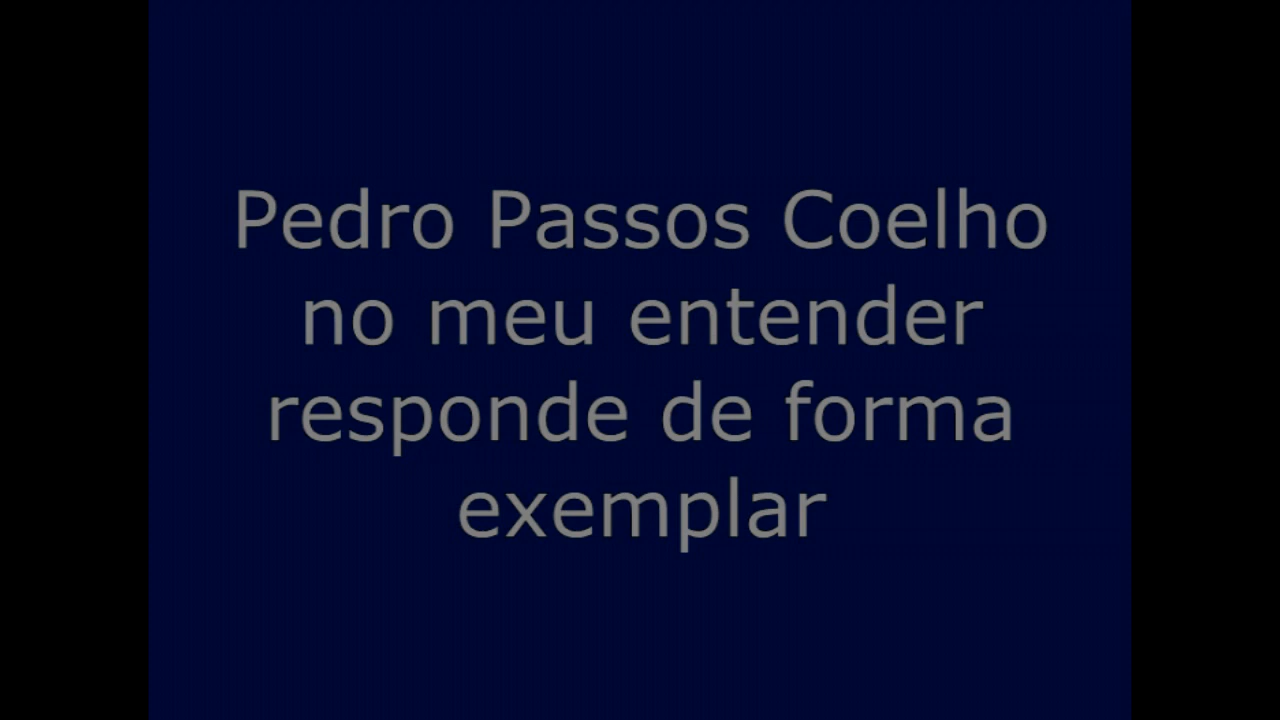 Pedro Passos Coelho
no meu entender
responde de forma
exemplar